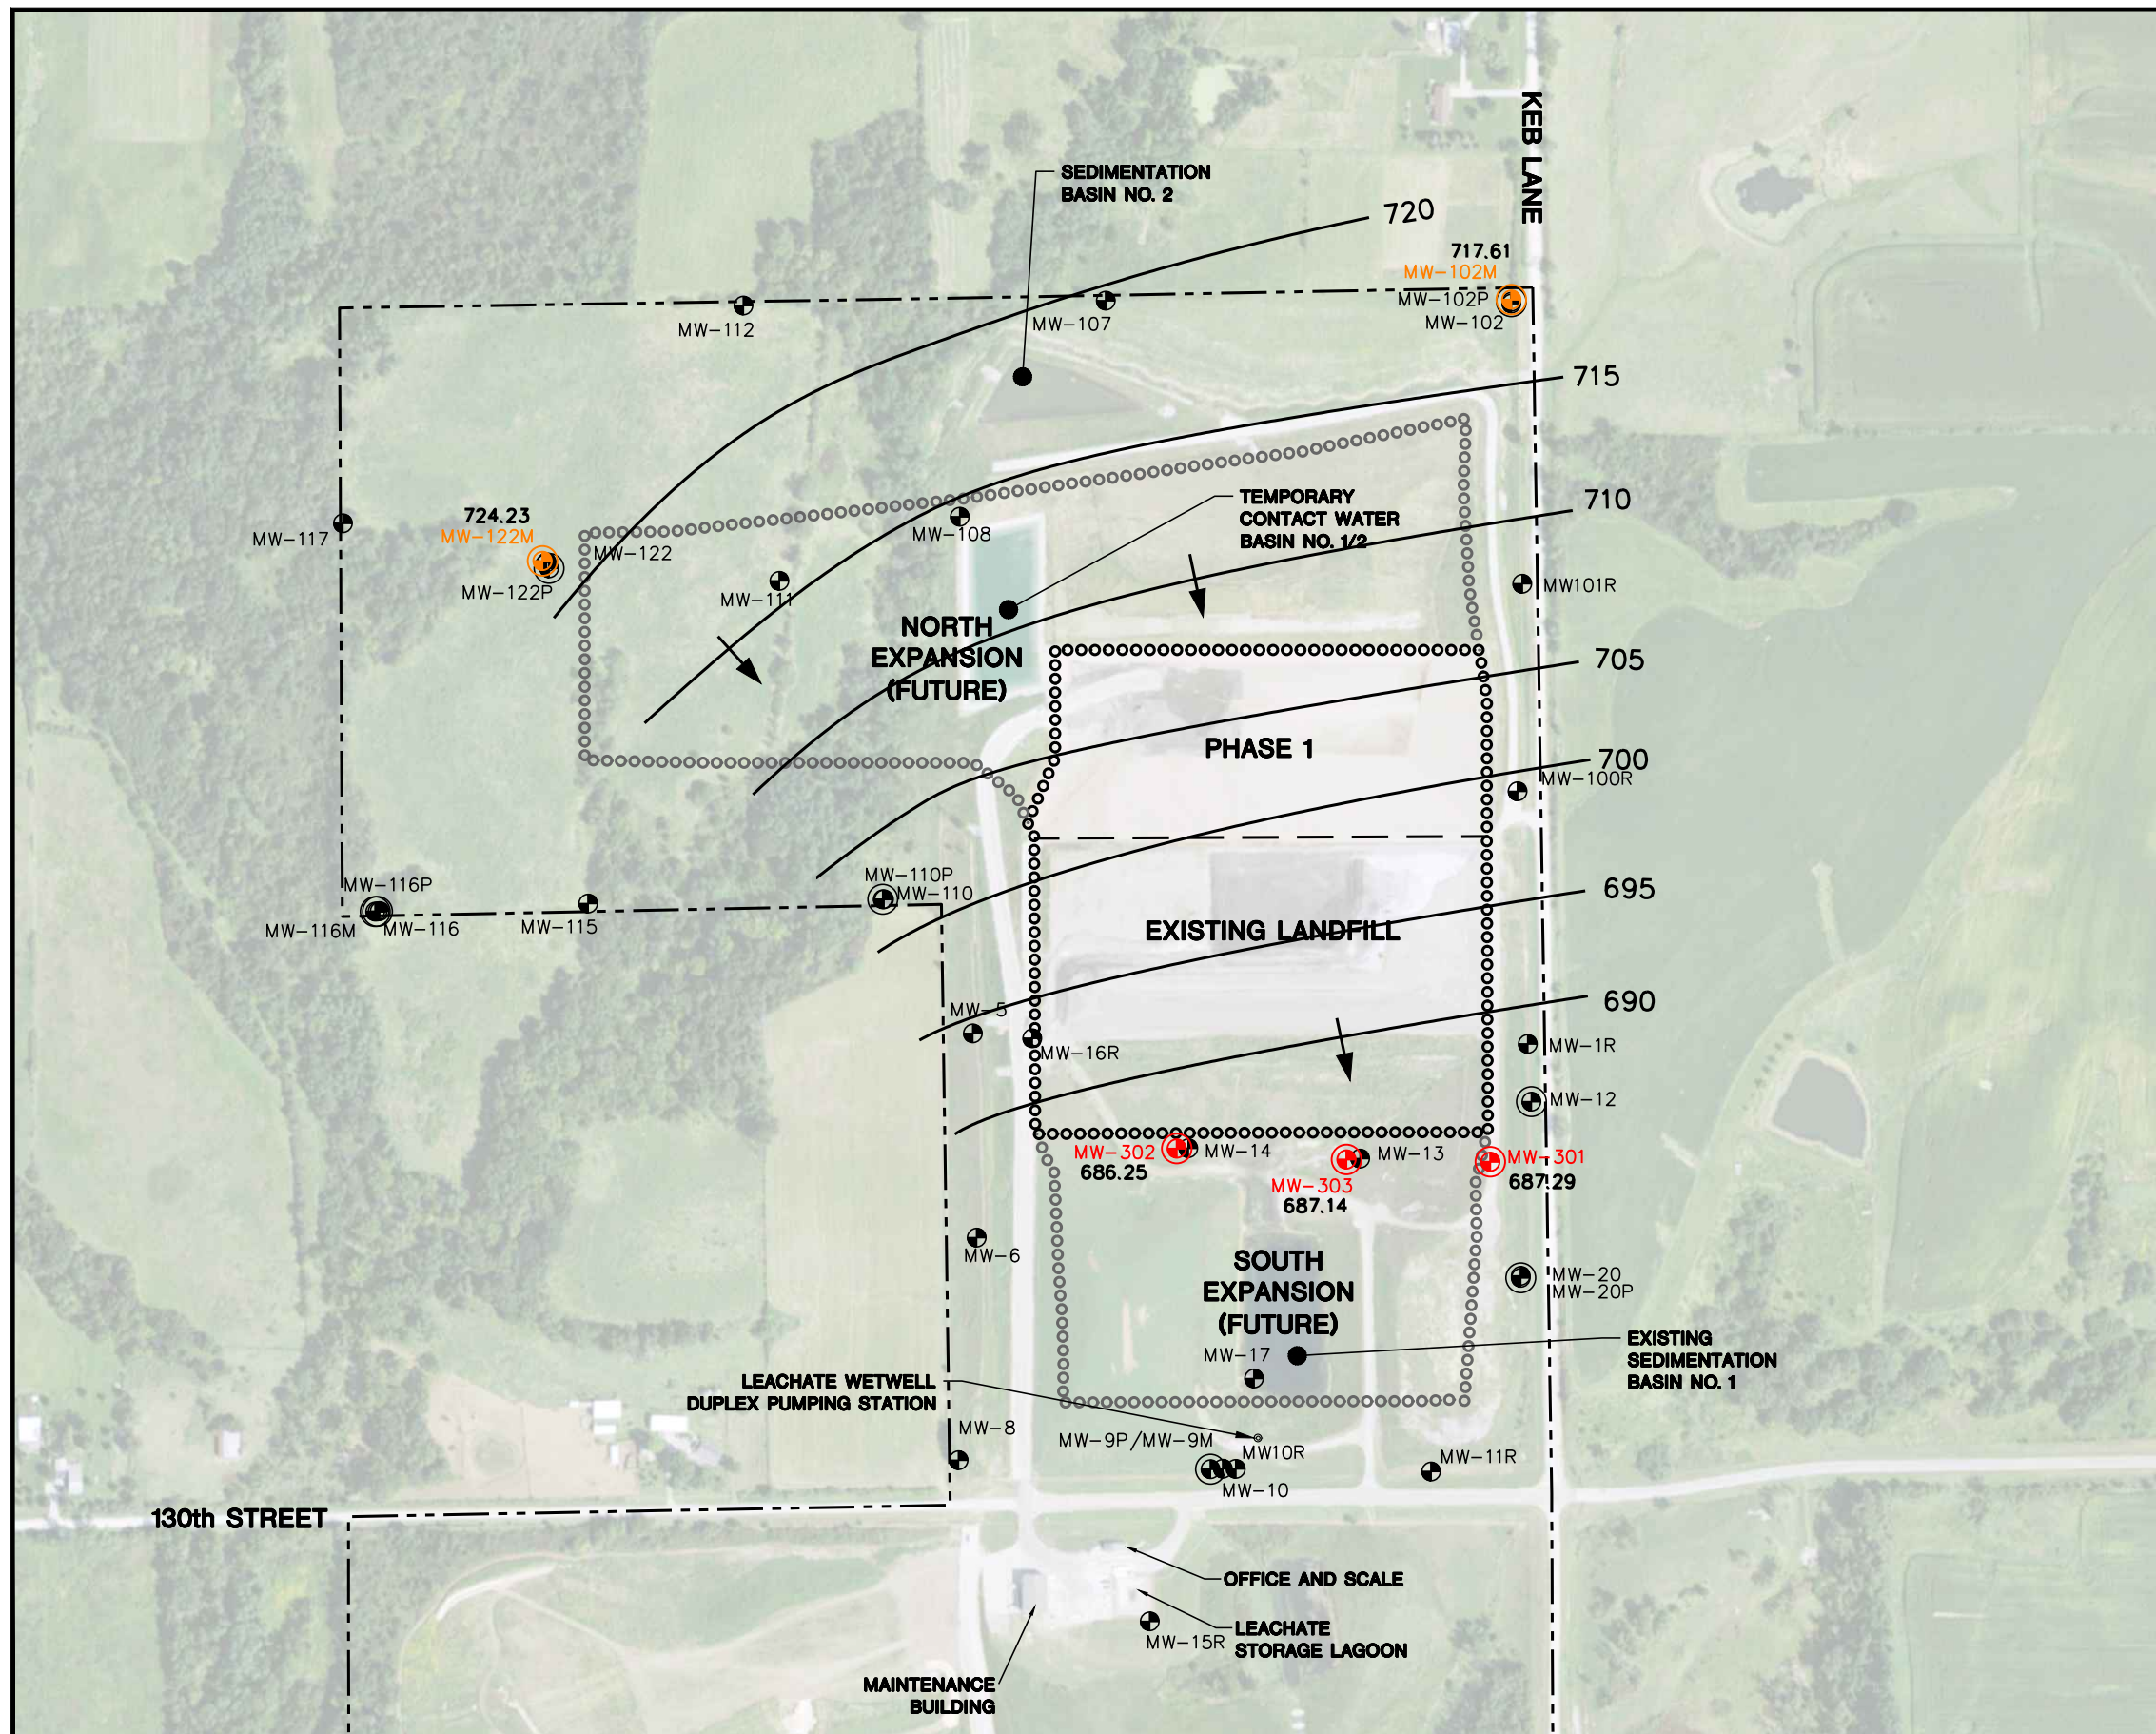 KEB LANE
SEDIMENTATION
BASIN NO. 2
720
717.61
MW-102M
MW-102P
MW-102
MW-112
MW-107
715
710
TEMPORARY
CONTACT WATER
BASIN NO. 1/2
724.23
MW-122M
MW-117
MW-122
MW-122P
MW-108
MW-111
MW101R
NORTH
EXPANSION
(FUTURE)
705
PHASE 1
700
MW-100R
MW-116P
MW-116M
MW-116
MW-115
MW-110P
MW-110
695
EXISTING LANDFILL
690
MW-5
MW-16R
MW-1R
MW-12
MW-302
686.25
MW-14
MW-13
MW-303
687.14
MW-301
687.29
MW-6
SOUTH
EXPANSION
(FUTURE)
MW-20
MW-20P
MW-17
EXISTING
SEDIMENTATION
BASIN NO. 1
LEACHATE WETWELL
DUPLEX PUMPING STATION
MW-8
MW-9P/MW-9M
MW10R
MW-10
MW-11R
130th STREET
OFFICE AND SCALE
MW-15R
LEACHATE
STORAGE LAGOON
MAINTENANCE
BUILDING